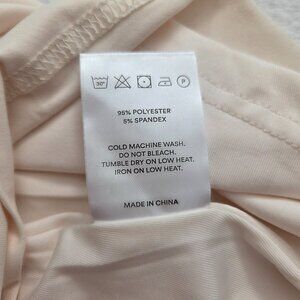 30°
P
95% POLYESTER
5% SPANDEX
COLD MACHINE WASH.
DO NOT BLEACH.
TUMBLE DRY ON LOW HEAT.
IRON ON LOW HEAT.
MADE IN CHINA